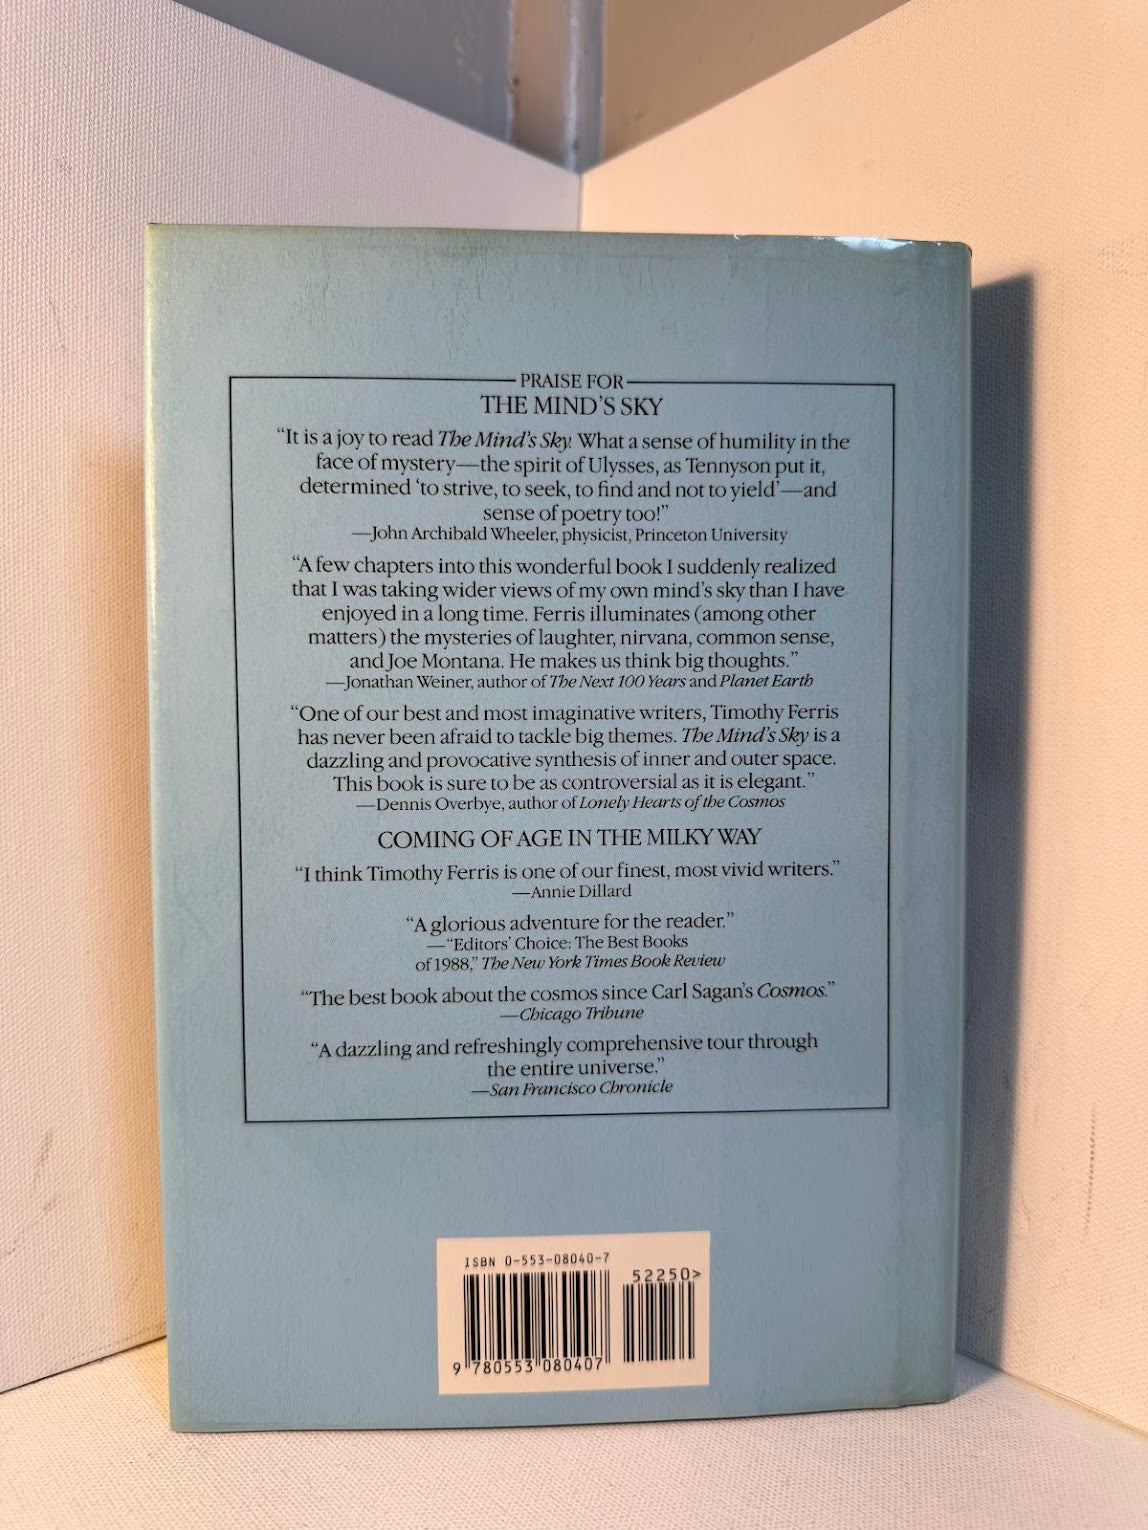 PRAISE FOR
THE MIND'S SKY
“It is a joy to read The Mind's Sky. What a sense of humility in the
face of mystery—the spirit of Ulysses, as Tennyson put it,
determined ‘to strive, to seek, to find and not to yield’—and
sense of poetry too!”
—John Archibald Wheeler, physicist, Princeton University
“A few chapters into this wonderful book I suddenly realized
that I was taking wider views of my own mind's sky than I have
enjoyed in a long time. Ferris illuminates (among other
matters) the mysteries of laughter, nirvana, common sense,
and Joe Montana. He makes us think big thoughts.”
—Jonathan Weiner, author of The Next 100 Years and Planet Earth
“One of our best and most imaginative writers, Timothy Ferris
has never been afraid to tackle big themes. The Mind's Sky is a
dazzling and provocative synthesis of inner and outer space.
This book is sure to be as controversial as it is elegant.”
—Dennis Overbye, author of Lonely Hearts of the Cosmos
COMING OF AGE IN THE MILKY WAY
“I think Timothy Ferris is one of our finest, most vivid writers.”
—Annie Dillard
“A glorious adventure for the reader.”
—“Editors' Choice: The Best Books
of 1988,” The New York Times Book Review
“The best book about the cosmos since Carl Sagan's Cosmos.”
—Chicago Tribune
“A dazzling and refreshingly comprehensive tour through
the entire universe.”
—San Francisco Chronicle
ISBN 0-553-08040-7
52250>
9 780553 080407